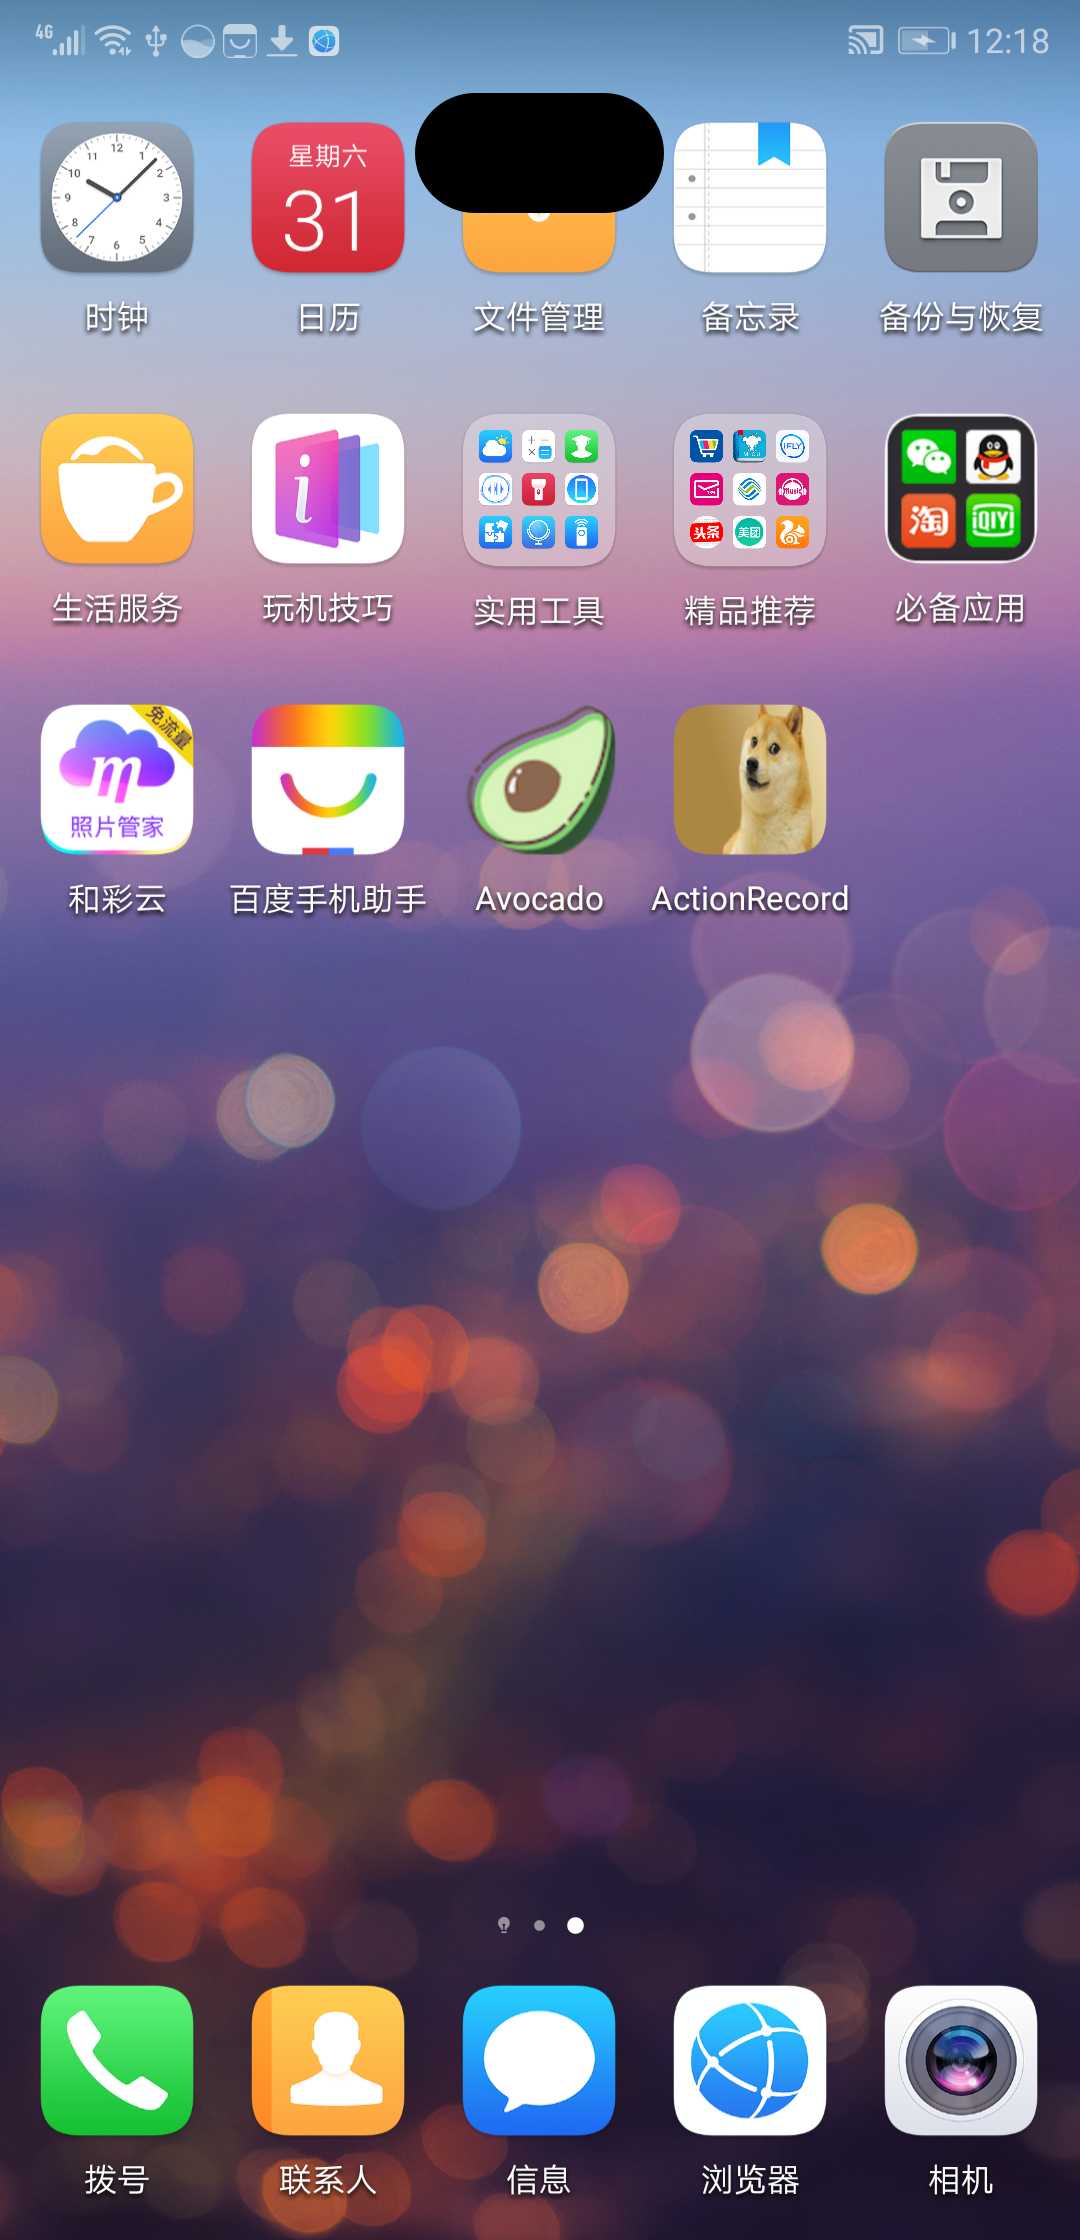 4G 12:18
星期六
31
时钟 日历 文件管理 备忘录 备份与恢复
生活服务 玩机技巧 实用工具 精品推荐 必备应用
免流量
照片管家
和彩云 百度手机助手 Avocado ActionRecord
拨号 联系人 信息 浏览器 相机